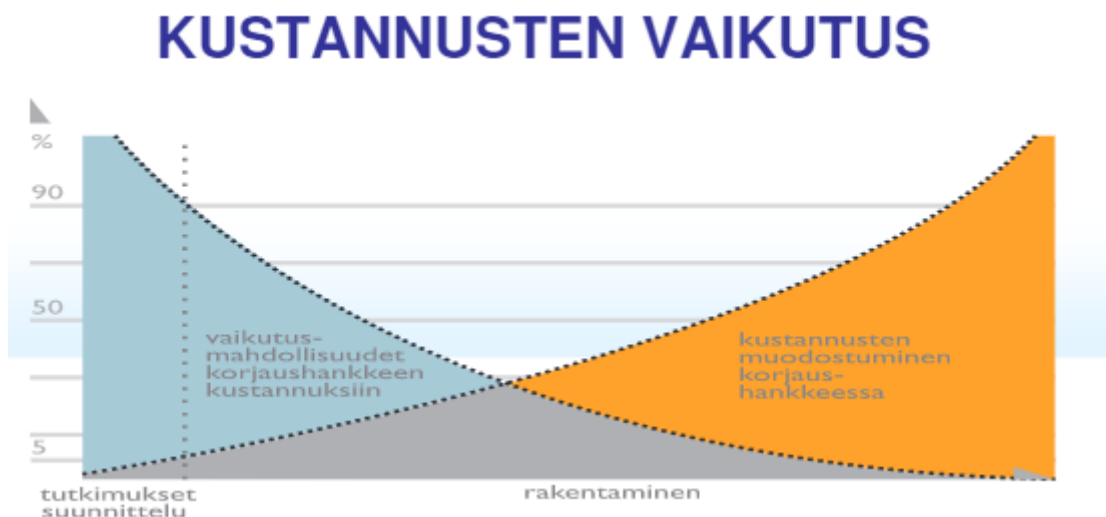 KUSTANNUSTEN VAIKUTUS
%
90
50
5
vaikutus-
mahdollisuudet
korjaushankkeen
kustannuksiin
kustannusten
muodostuminen
korjaus-
hankkeessa
tutkimukset
suunnittelu
rakentaminen